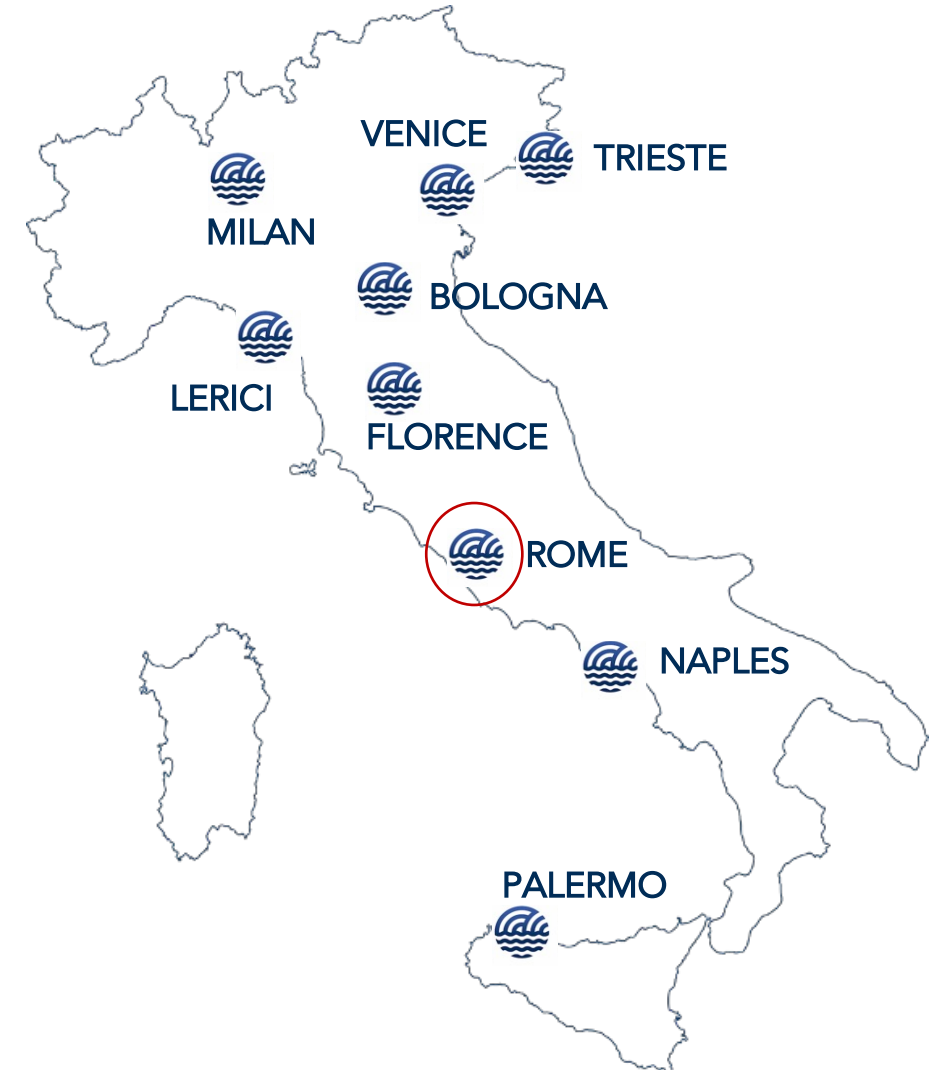 VENICE
TRIESTE
MILAN
BOLOGNA
LERICI
FLORENCE
ROME
NAPLES
PALERMO